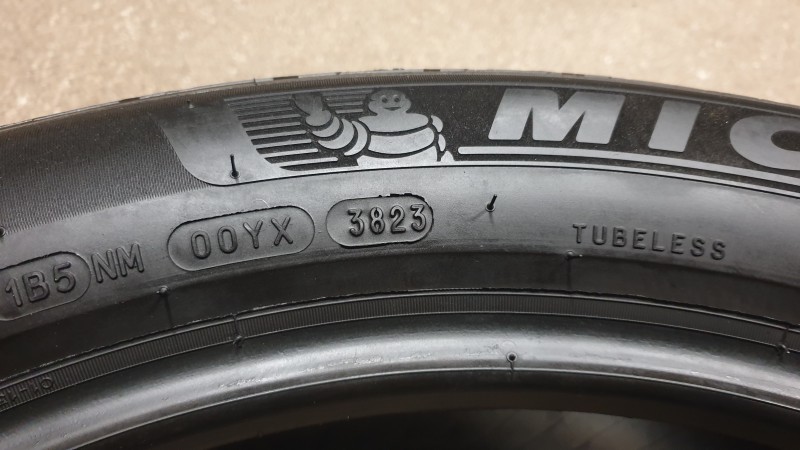 MIC
1B5 NM 00YX 3823 TUBELESS